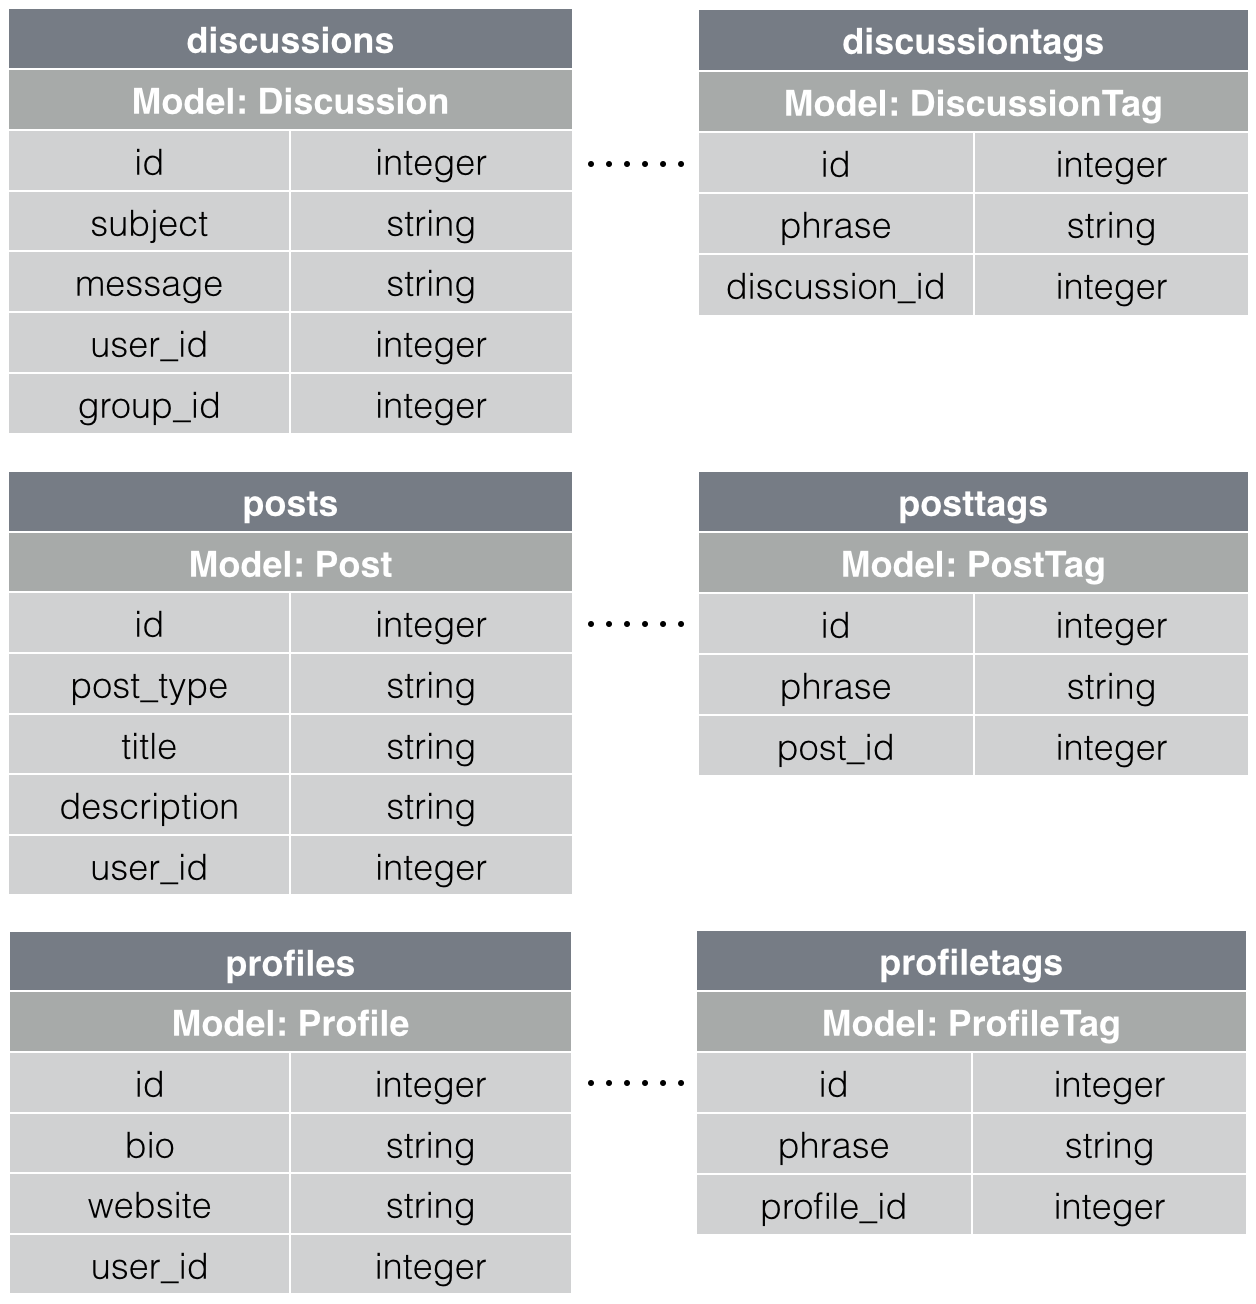 discussions
Model: Discussion
id integer
subject string
message string
user_id integer
group_id integer
discussiontags
Model: DiscussionTag
id integer
phrase string
discussion_id integer
posts
Model: Post
id integer
post_type string
title string
description string
user_id integer
posttags
Model: PostTag
id integer
phrase string
post_id integer
profiles
Model: Profile
id integer
bio string
website string
user_id integer
profiletags
Model: ProfileTag
id integer
phrase string
profile_id integer